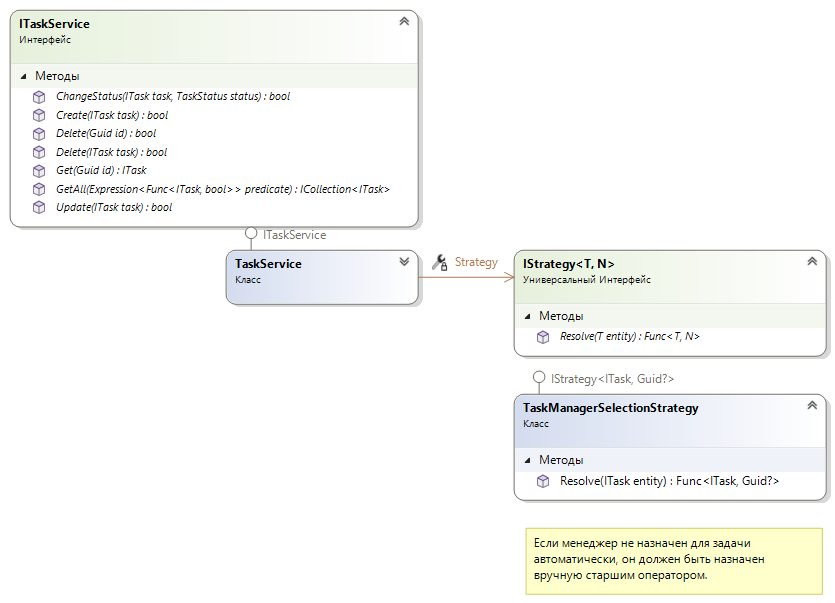 ITaskService
Интерфейс
Методы
ChangeStatus(ITask task, TaskStatus status) : bool
Create(ITask task) : bool
Delete(Guid id) : bool
Delete(ITask task) : bool
Get(Guid id) : ITask
GetAll(Expression<Func<ITask, bool>> predicate) : ICollection<ITask>
Update(ITask task) : bool
ITaskService
TaskService
Класс
Strategy
IStrategy<T, N>
Универсальный Интерфейс
Методы
Resolve(T entity) : Func<T, N>
IStrategy<ITask, Guid?>
TaskManagerSelectionStrategy
Класс
Методы
Resolve(ITask entity) : Func<ITask, Guid?>
Если менеджер не назначен для задачи
автоматически, он должен быть назначен
вручную старшим оператором.